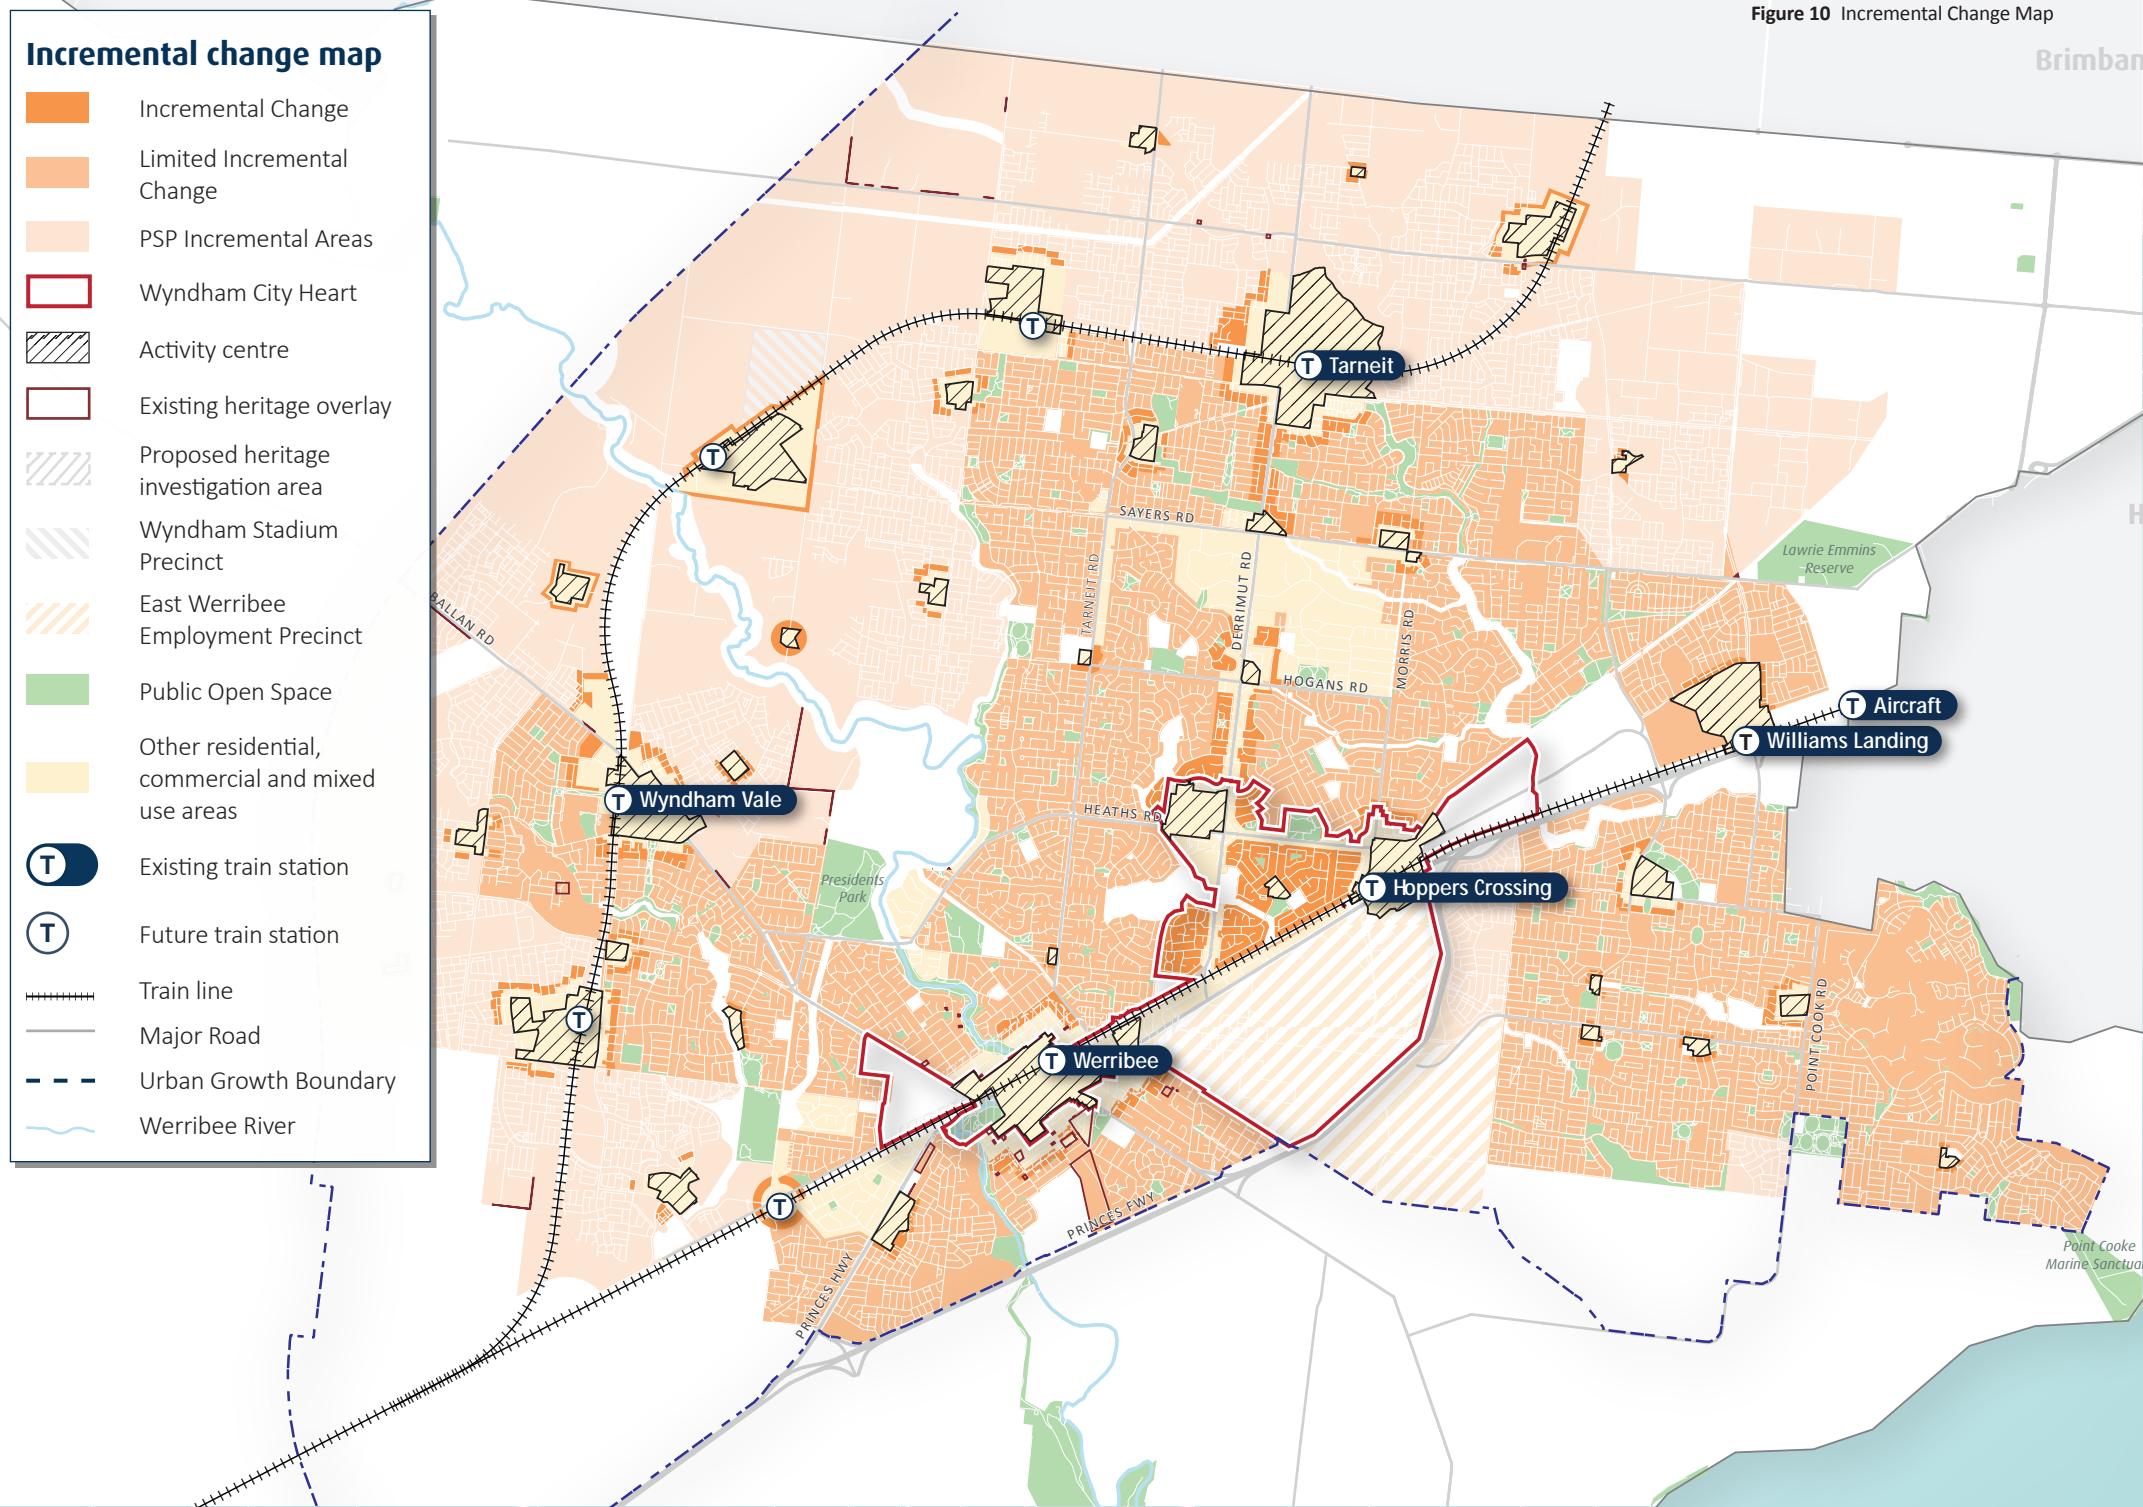 Figure 10 Incremental Change Map
Incremental change map
Incremental Change
Limited Incremental
Change
PSP Incremental Areas
Wyndham City Heart
Activity centre
Existing heritage overlay
Proposed heritage
investigation area
Wyndham Stadium
Precinct
East Werribee
Employment Precinct
Public Open Space
Other residential,
commercial and mixed
use areas
T Existing train station
T Future train station
Train line
Major Road
Urban Growth Boundary
Werribee River
Brimban
H
T
T Tarneit
T
SAYERS RD
Lawrie Emmins
Reserve
TARNEIT RD
DERRIMUT RD
MORRIS RD
BALLAN RD
HOGANS RD
T Aircraft
T Williams Landing
T Wyndham Vale
HEATHS RD
Presidents
Park
T Hoppers Crossing
T
POINT COOK RD
T Werribee
T
PRINCES FWY
PRINCES HWY
Point Cooke
Marine Sanctua